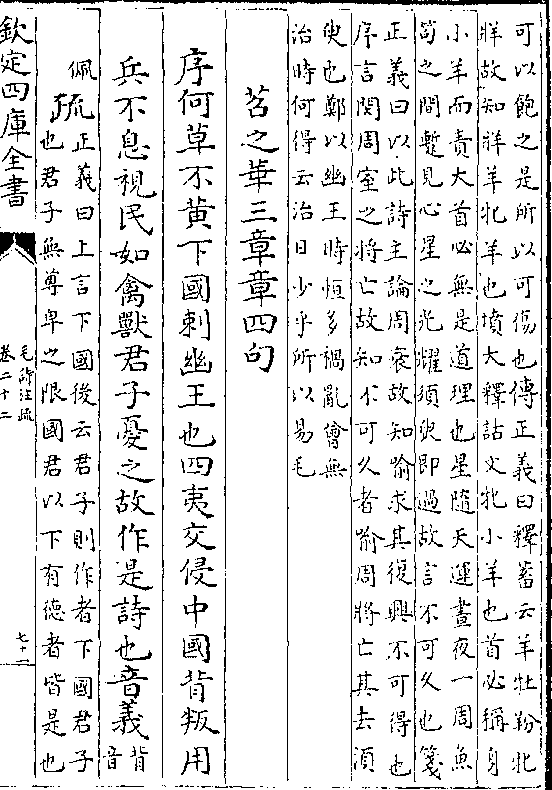 可以飽之是所以可傷也傳正義曰釋蓄云羊牡羒牝
牂故知牂羊牝羊也墳大釋詁文牝小羊也首必稱身
小羊而責大首必無是道理也星隨天運晝夜一周魚
笱之間暫見心星之光耀須臾即過故言不可久也箋
正義曰以此詩主論周衰故知喻求其復興不可得也
序言閔周室之將亡故知不可久者喻周將亡其去湏
臾也鄭以幽王時恒多禍亂曾無
治時何得云治日少乎所以易毛
苕之華三章章四句
序何草不黄下國刺幽王也四夷交侵中國背叛用
兵不息視民如禽獸君子憂之故作是詩也音義背音
佩疏正義曰上言下國後云君子則作者下國君子
也君子無尊卑之限國君以下有德者皆是也
欽定四庫全書
毛詩注疏
卷二十二
七十二